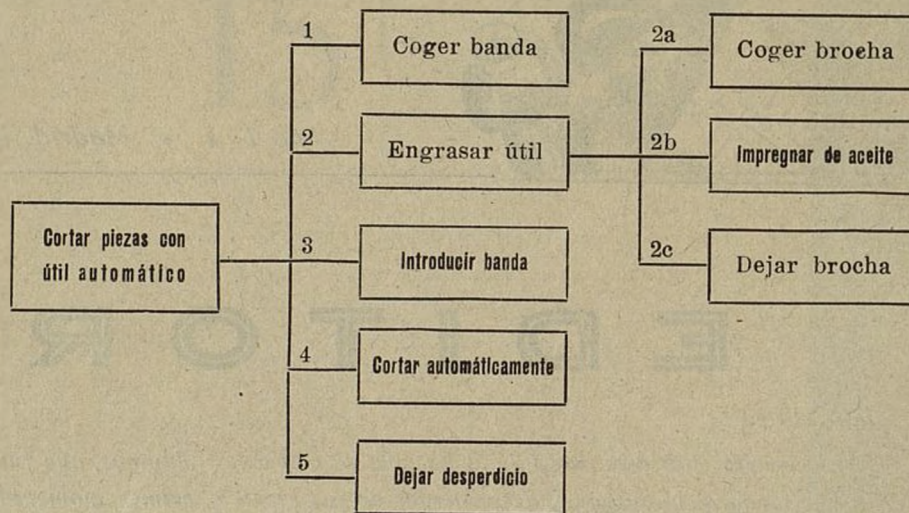 1
Coger banda
2a
Coger brocha
2
Engrasar útil
2b
Impregnar de aceite
Cortar piezas con
útil automático
3
Introducir banda
2c
Dejar brocha
EDITOR
4
Cortar automáticamente
5
Dejar desperdicio